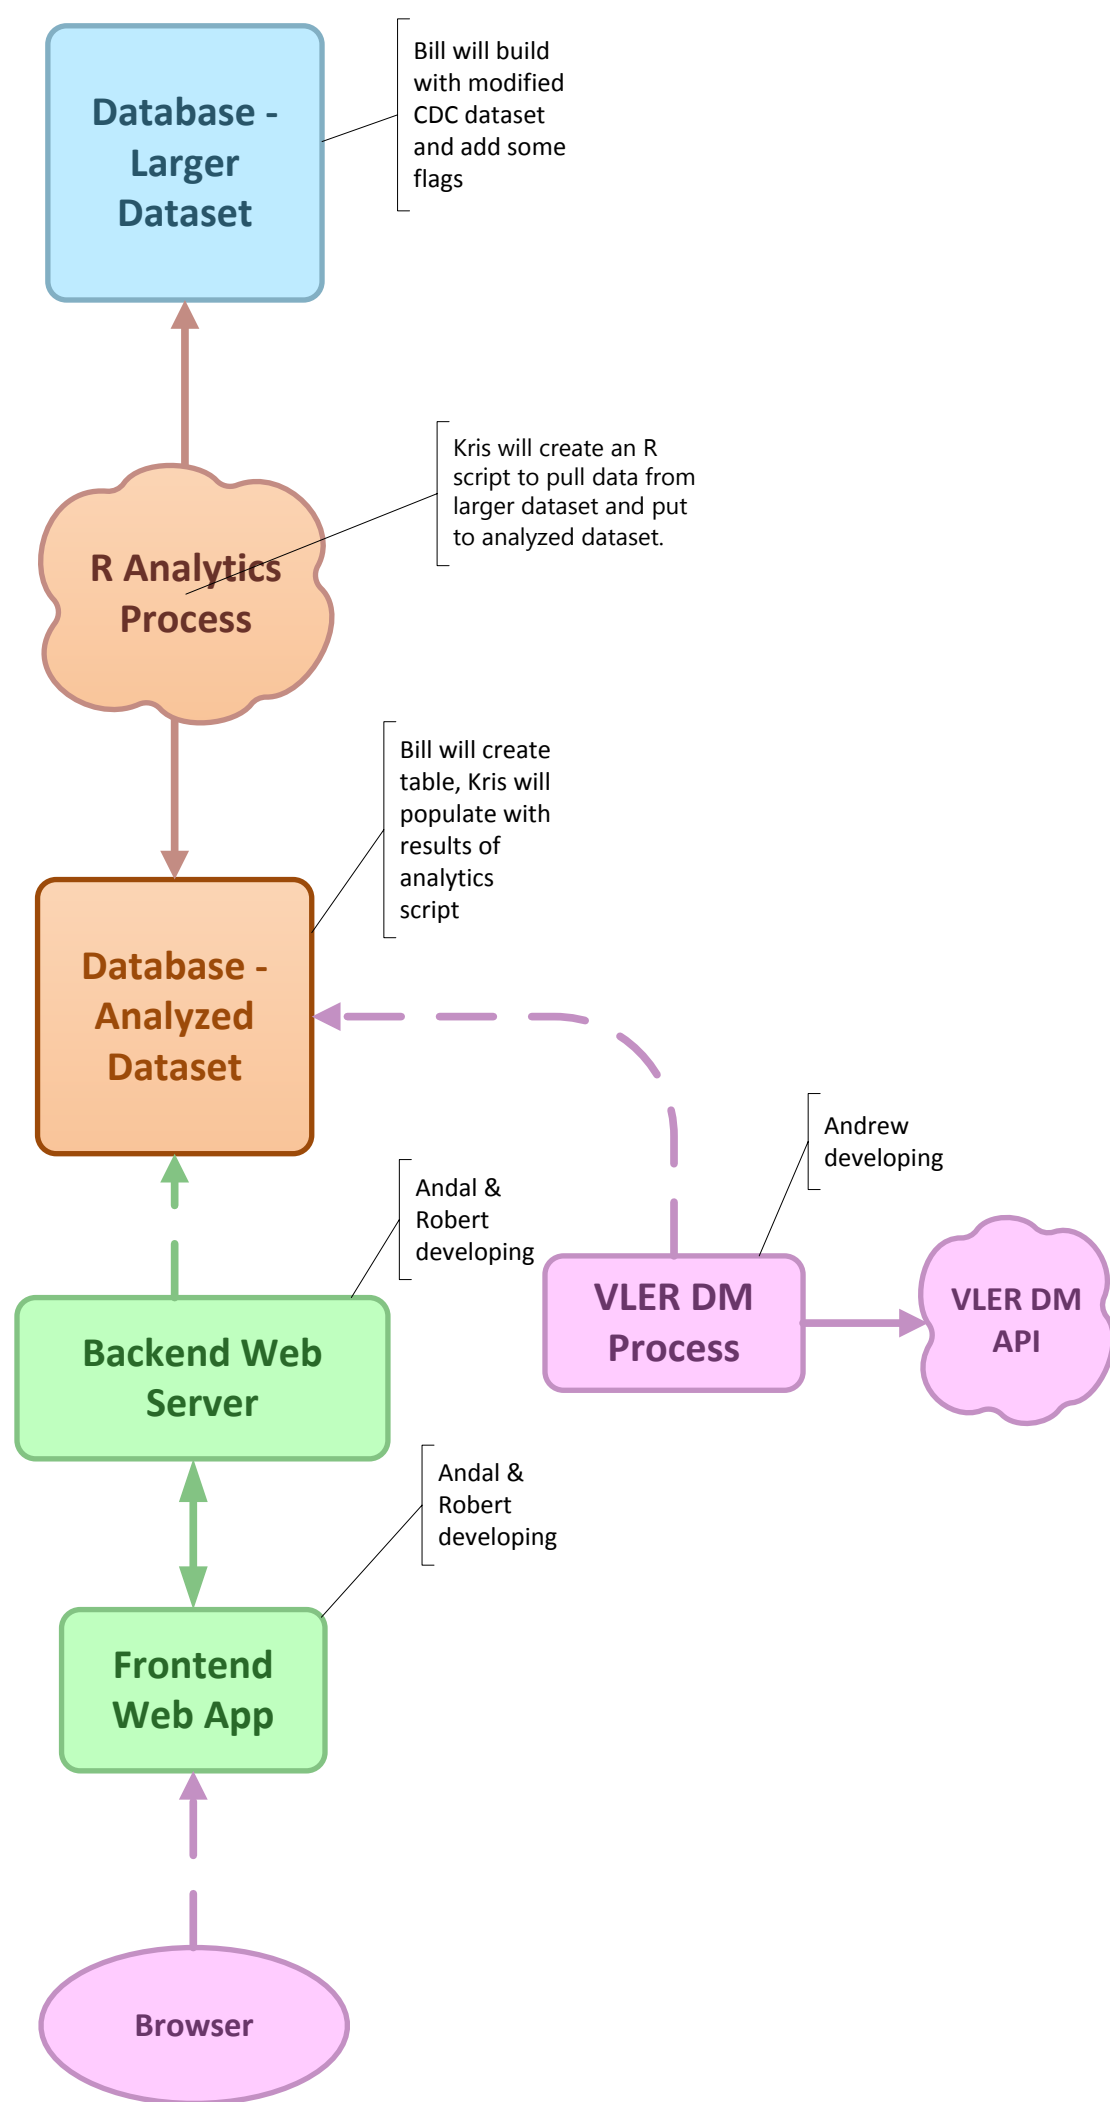 Database -
Larger
Dataset
Bill will build
with modified
CDC dataset
and add some
flags
Kris will create an R
script to pull data from
larger dataset and put
to analyzed dataset.
R Analytics
Process
Bill will create
table, Kris will
populate with
results of
analytics
script
Database -
Analyzed
Dataset
Andrew
developing
Andal &
Robert
developing
VLER DM
Process
VLER DM
API
Backend Web
Server
Andal &
Robert
developing
Frontend
Web App
Browser